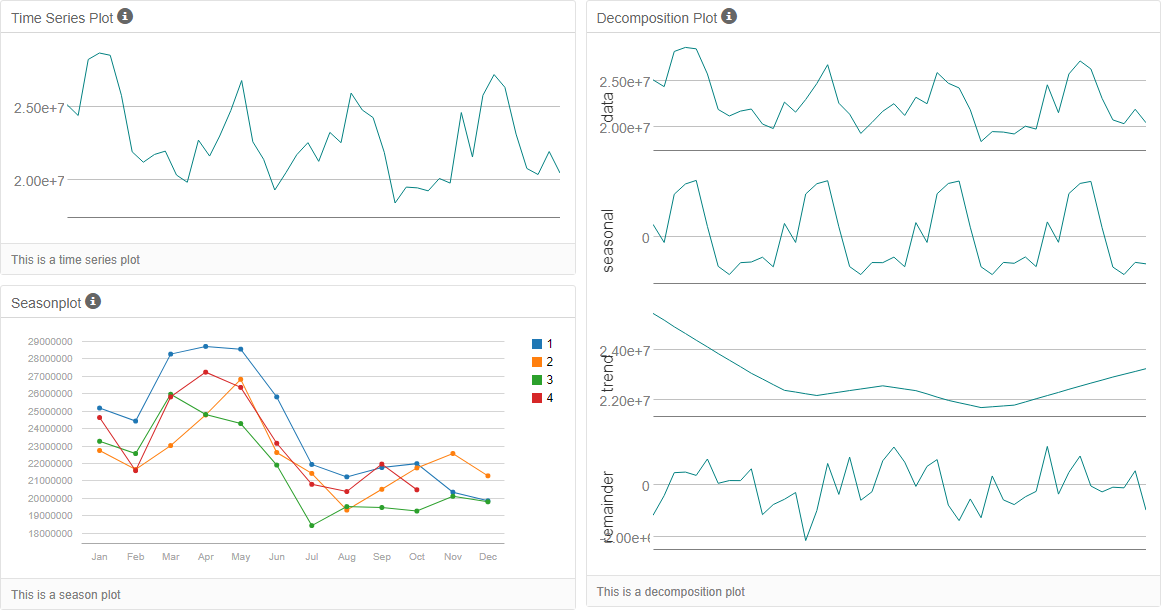 Time Series Plot
2.50e+7
2.00e+7
This is a time series plot
Seasonplot
29000000
28000000
27000000
26000000
25000000
24000000
23000000
22000000
21000000
20000000
19000000
18000000
Jan Feb Mar Apr May Jun Jul Aug Sep Oct Nov Dec
1
2
3
4
This is a season plot
Decomposition Plot
data
2.50e+7
2.00e+7
seasonal
0
trend
2.40e+7
2.20e+7
remainder
0
-2.00e+6
This is a decomposition plot